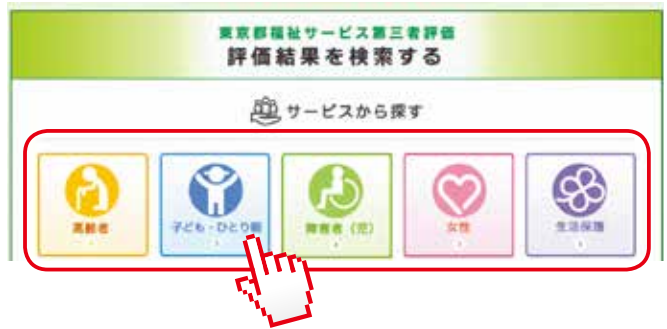 東京都福祉サービス第三者評価
評価結果を検索する
サービスから探す
高齢者
子ども・ひとり親
障害者（児）
女性
生活保護